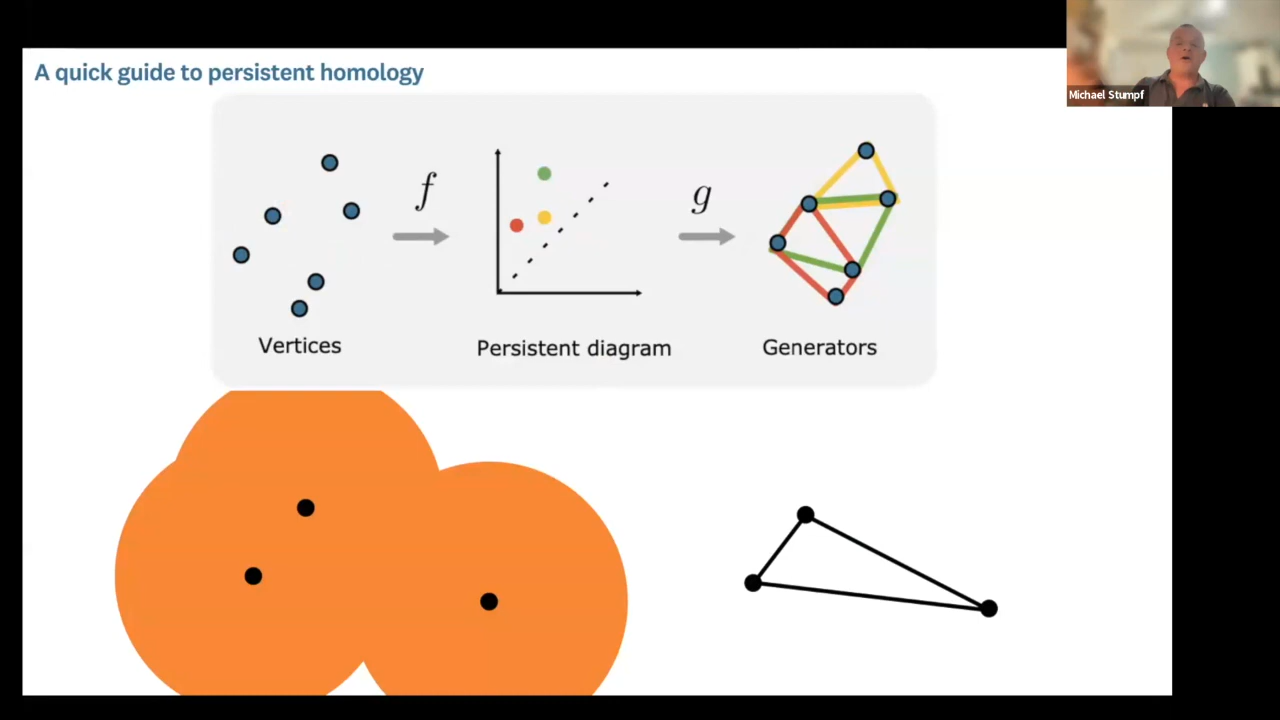 A quick guide to persistent homology
Michael Stumpf
f
g
Vertices
Persistent diagram
Generators